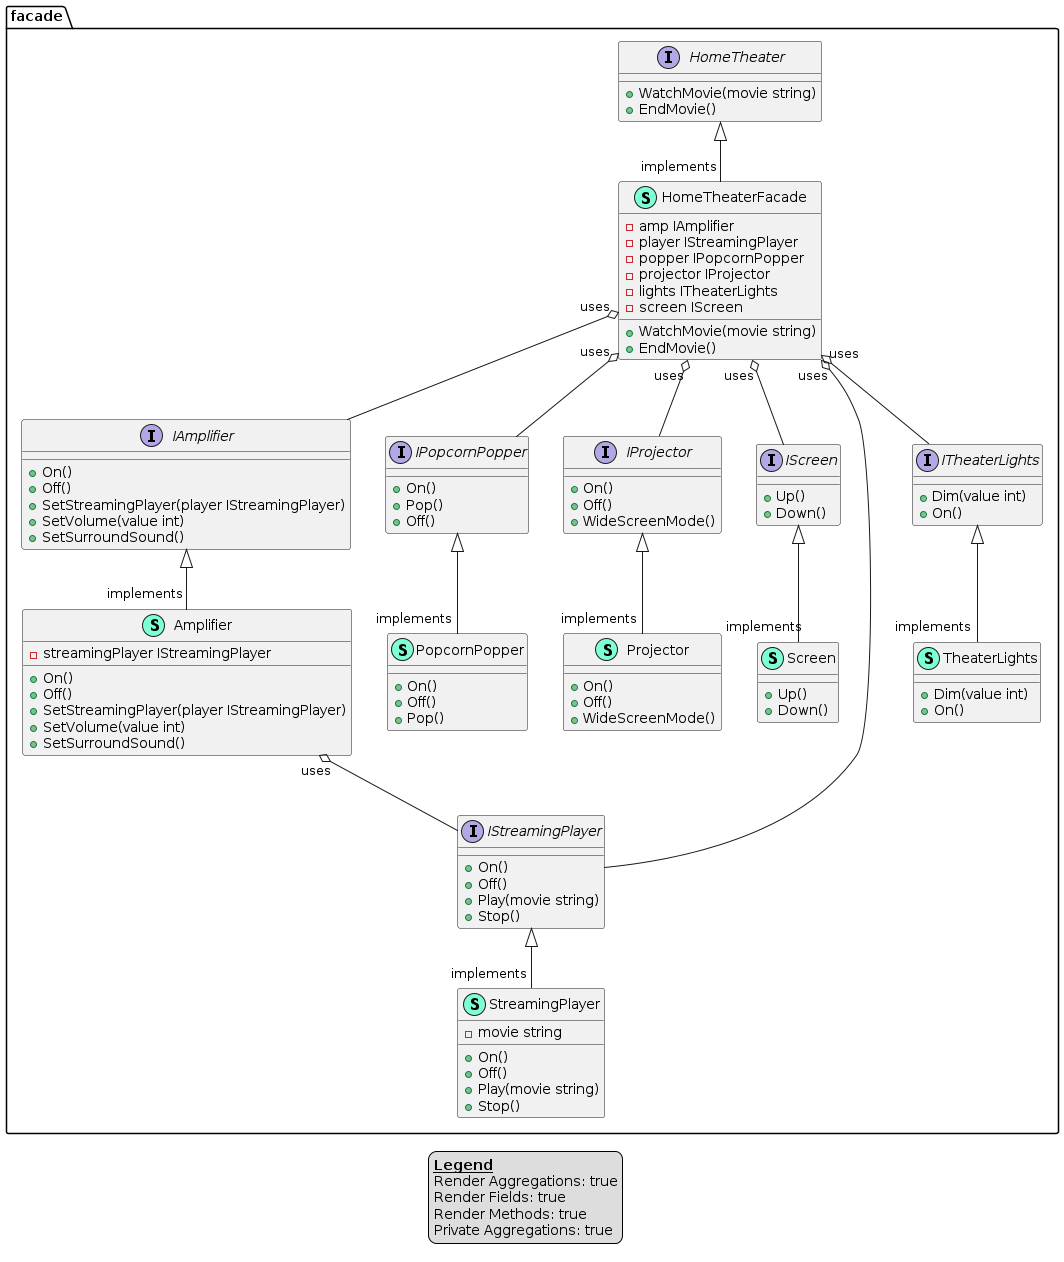 facade
HomeTheater
WatchMovie(movie string)
EndMovie()
implements
HomeTheaterFacade
amp IAmplifier
player IStreamingPlayer
popper IPopcornPopper
projector IProjector
lights ITheaterLights
screen IScreen
WatchMovie(movie string)
EndMovie()
uses
uses
uses
uses
uses
uses
IAmplifier
On()
Off()
SetStreamingPlayer(player IStreamingPlayer)
SetVolume(value int)
SetSurroundSound()
IPopcornPopper
On()
Pop()
Off()
IProjector
On()
Off()
WideScreenMode()
IScreen
Up()
Down()
ITheaterLights
Dim(value int)
On()
implements
implements
implements
implements
implements
Amplifier
streamingPlayer IStreamingPlayer
On()
Off()
SetStreamingPlayer(player IStreamingPlayer)
SetVolume(value int)
SetSurroundSound()
PopcornPopper
On()
Off()
Pop()
Projector
On()
Off()
WideScreenMode()
Screen
Up()
Down()
TheaterLights
Dim(value int)
On()
uses
IStreamingPlayer
On()
Off()
Play(movie string)
Stop()
implements
StreamingPlayer
movie string
On()
Off()
Play(movie string)
Stop()
Legend
Render Aggregations: true
Render Fields: true
Render Methods: true
Private Aggregations: true